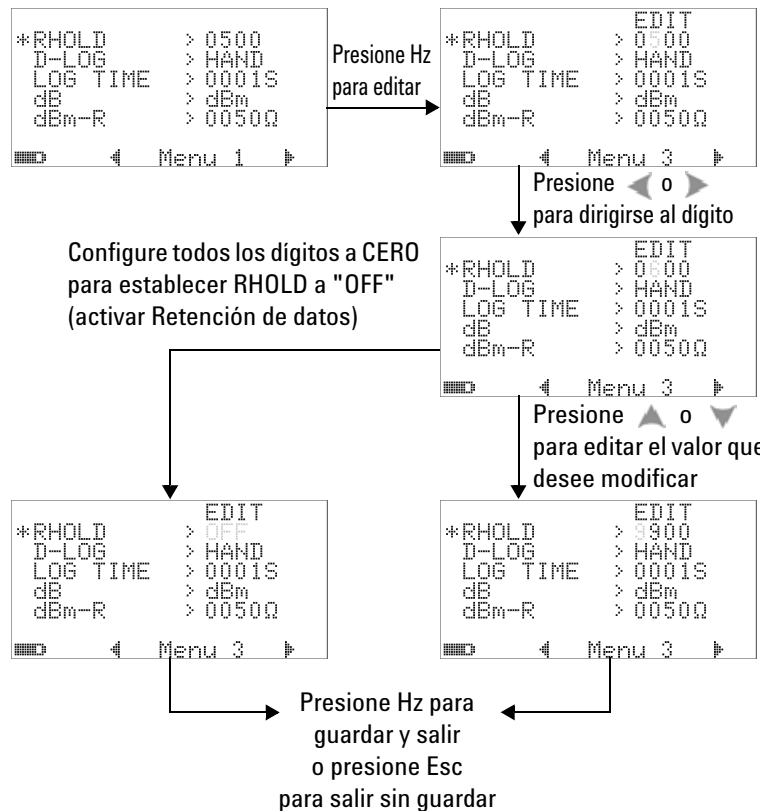 *RHOLD > 0500
D-LOG > HAND
LOG TIME > 0001S
dB > dBm
dBm-R > 0050Ω
Menu 1
Presione Hz
para editar
EDIT
*RHOLD > 0500
D-LOG > HAND
LOG TIME > 0001S
dB > dBm
dBm-R > 0050Ω
Menu 3
Presione o
para dirigirse al dígito
Configure todos los dígitos a CERO
para establecer RHOLD a "OFF"
(activar Retención de datos)
EDIT
*RHOLD > 0600
D-LOG > HAND
LOG TIME > 0001S
dB > dBm
dBm-R > 0050Ω
Menu 3
Presione o
para editar el valor que
desee modificar
EDIT
*RHOLD > OFF
D-LOG > HAND
LOG TIME > 0001S
dB > dBm
dBm-R > 0050Ω
Menu 3
EDIT
*RHOLD > 9900
D-LOG > HAND
LOG TIME > 0001S
dB > dBm
dBm-R > 0050Ω
Menu 3
Presione Hz para
guardar y salir
o presione Esc
para salir sin guardar